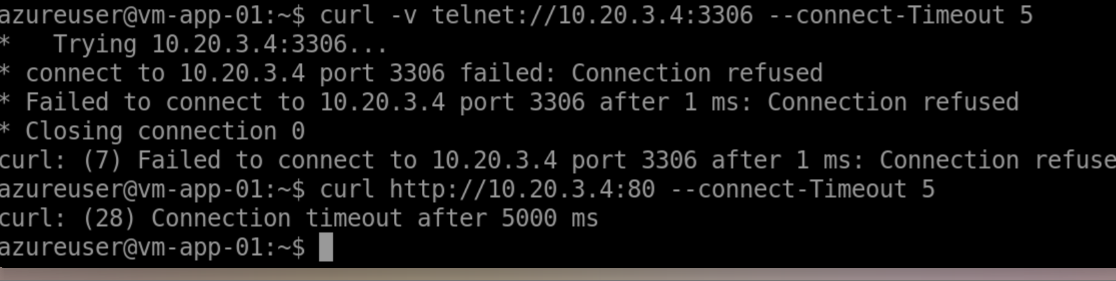 azureuser@vm-app-01:~$ curl -v telnet://10.20.3.4:3306 --connect-Timeout 5
*   Trying 10.20.3.4:3306...
* connect to 10.20.3.4 port 3306 failed: Connection refused
* Failed to connect to 10.20.3.4 port 3306 after 1 ms: Connection refused
* Closing connection 0
curl: (7) Failed to connect to 10.20.3.4 port 3306 after 1 ms: Connection refuse
azureuser@vm-app-01:~$ curl http://10.20.3.4:80 --connect-Timeout 5
curl: (28) Connection timeout after 5000 ms
azureuser@vm-app-01:~$